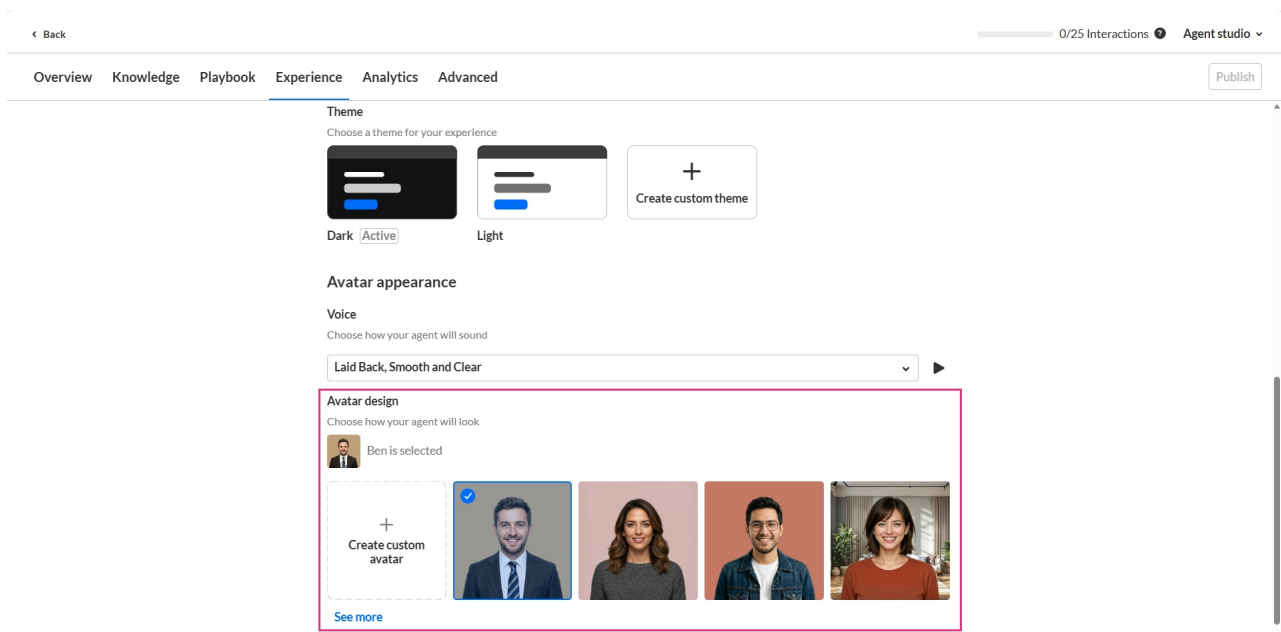 Back
0/25 Interactions ?
Agent studio
Overview
Knowledge
Playbook
Experience
Analytics
Advanced
Publish
Theme
Choose a theme for your experience
Create custom theme
Dark Active
Light
Avatar appearance
Voice
Choose how your agent will sound
Laid Back, Smooth and Clear
Avatar design
Choose how your agent will look
Ben is selected
Create custom
avatar
See more